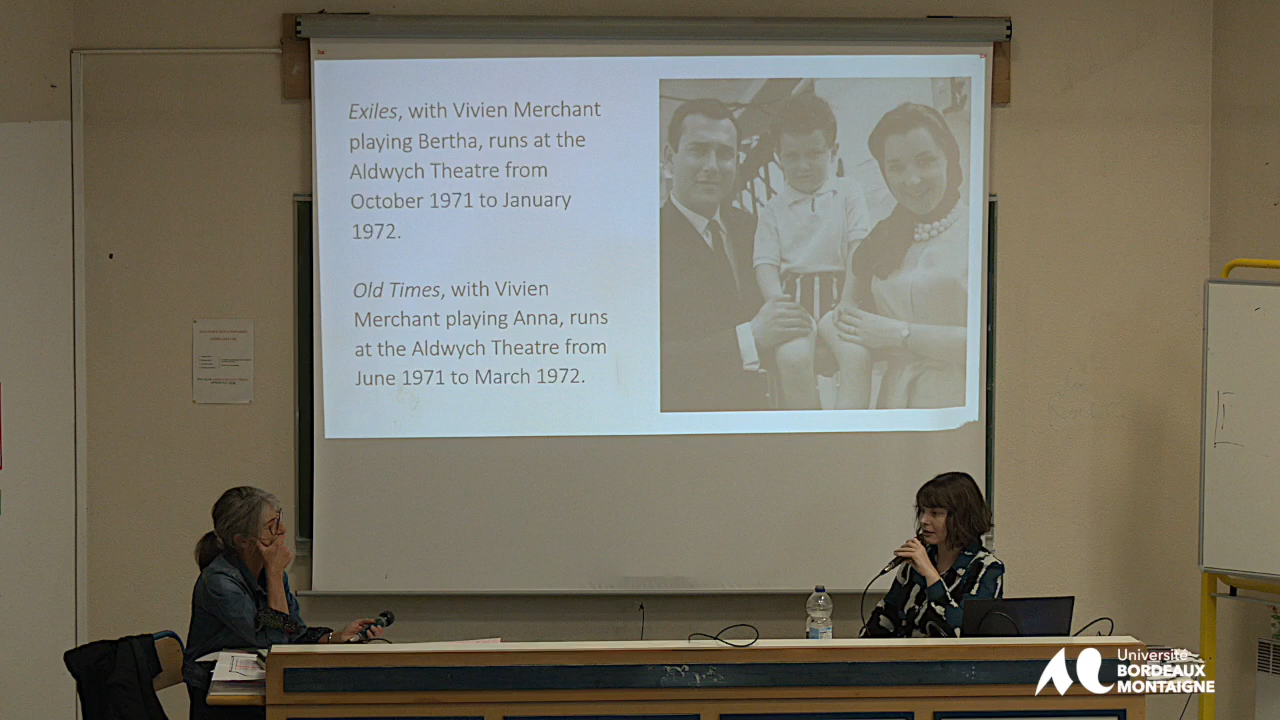 Exiles, with Vivien Merchant
playing Bertha, runs at the
Aldwych Theatre from
October 1971 to January
1972.
Old Times, with Vivien
Merchant playing Anna, runs
at the Aldwych Theatre from
June 1971 to March 1972.
Université
BORDEAUX
MONTAIGNE